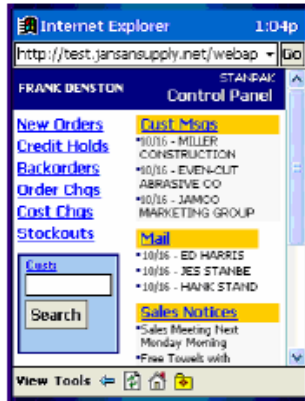 Internet Explorer 1:04p
http://test.jansansupply.net/webap Go
FRANK DENSTON
STANPAK
Control Panel
New Orders
Credit Holds
Backorders
Order Chgs
Cost Chgs
Stockouts
Cust:
Search
Cust Msgs
10/16 - MILLER
CONSTRUCTION
10/16 - EVEN-CUT
ABRASIVE CO
10/16 - JAMCO
MARKETING GROUP
Mail
10/16 - ED HARRIS
10/16 - JES STANBE
10/16 - HANK STAND
Sales Notices
Sales Meeting Next
Monday Morning
Free Towels with
View Tools